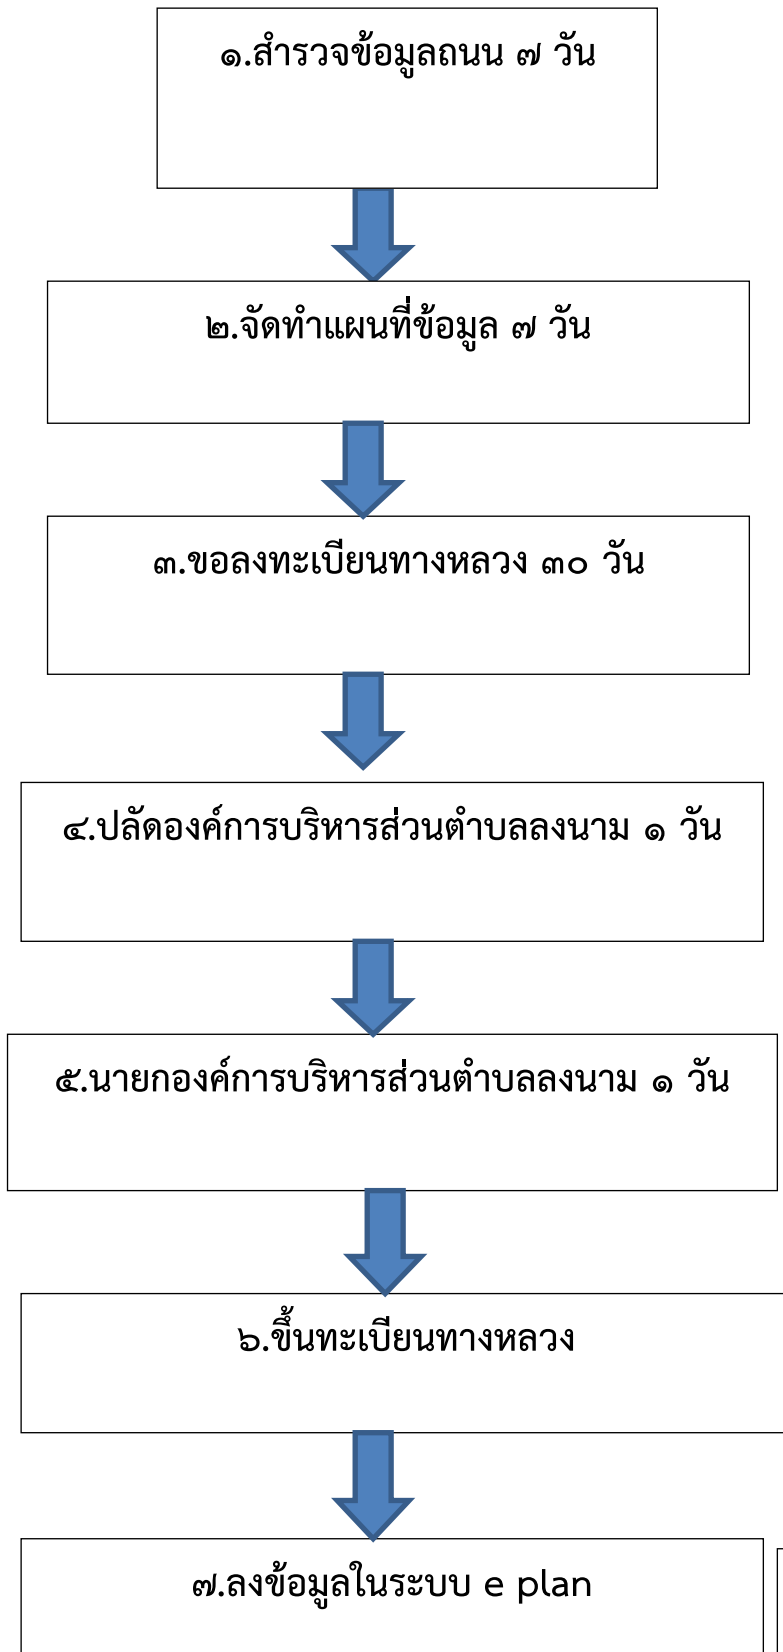 ๑.สำรวจข้อมูลถนน ๗ วัน
๒.จัดทำแผนที่ข้อมูล ๗ วัน
๓.ขอลงทะเบียนทางหลวง ๓๐ วัน
๔.ปลัดองค์การบริหารส่วนตำบลลงนาม ๑ วัน
๕.นายกองค์การบริหารส่วนตำบลลงนาม ๑ วัน
๖.ขึ้นทะเบียนทางหลวง
๗.ลงข้อมูลในระบบ e plan